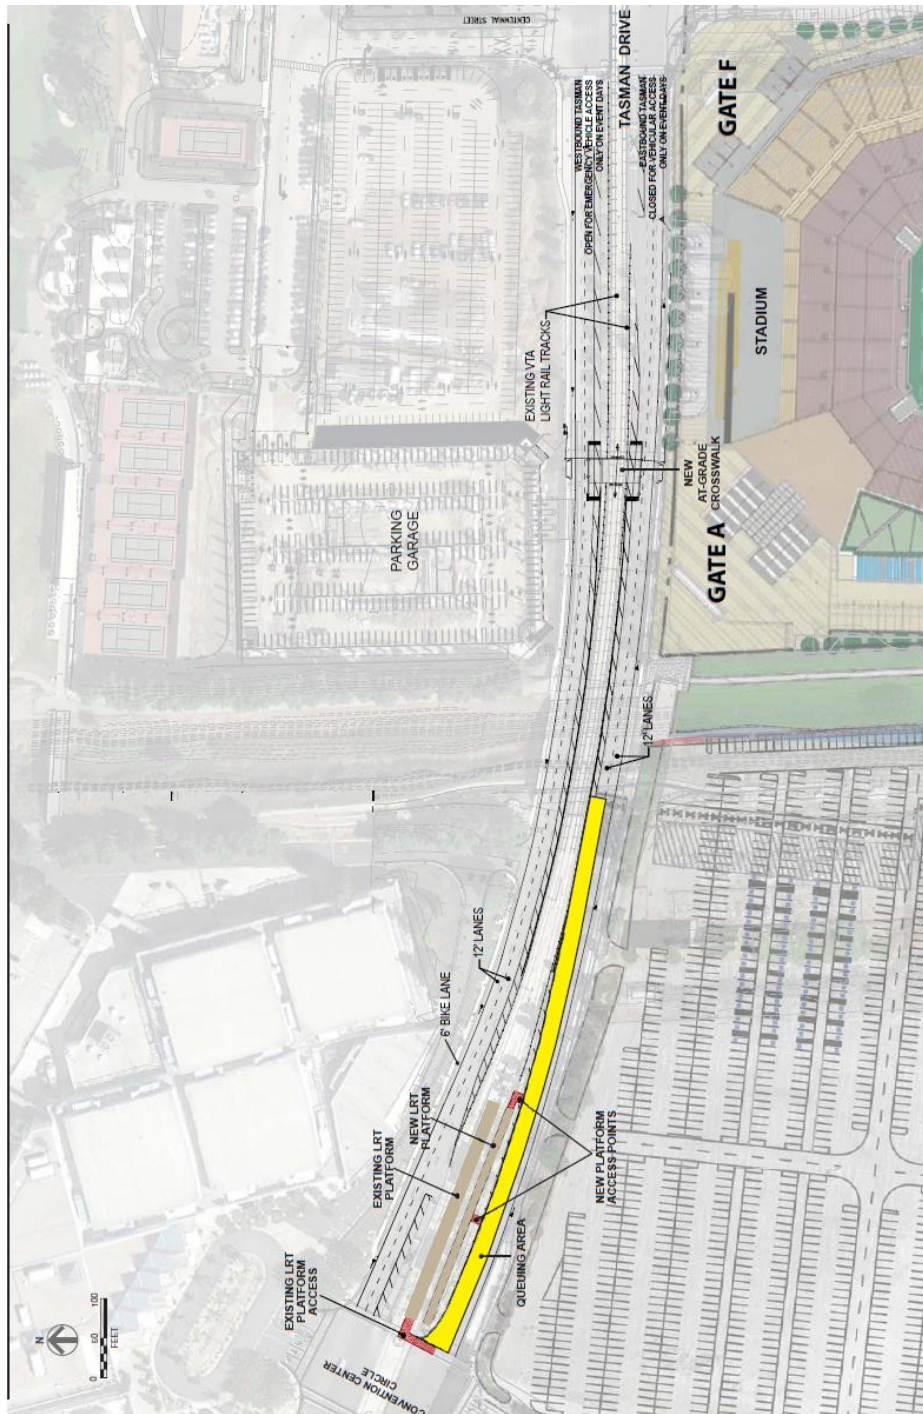 CENTENNIAL STREET
TASMAN DRIVE
WESTBOUND TASMAN
OPEN FOR EMERGENCY VEHICLE ACCESS
ONLY ON EVENT DAYS
EASTBOUND TASMAN
CLOSED FOR VEHICULAR ACCESS
ONLY ON EVENT DAYS
GATE F
STADIUM
EXISTING VTA
LIGHT RAIL TRACKS
NEW
AT-GRADE
CROSSWALK
GATE A
PARKING
GARAGE
12' LANES
12' LANES
6' BIKE LANE
NEW LRT
PLATFORM
EXISTING LRT
PLATFORM
NEW PLATFORM
ACCESS POINTS
QUEUING AREA
EXISTING LRT
PLATFORM
ACCESS
CONVENTION CENTER
CIRCLE
N
0 50 100
FEET